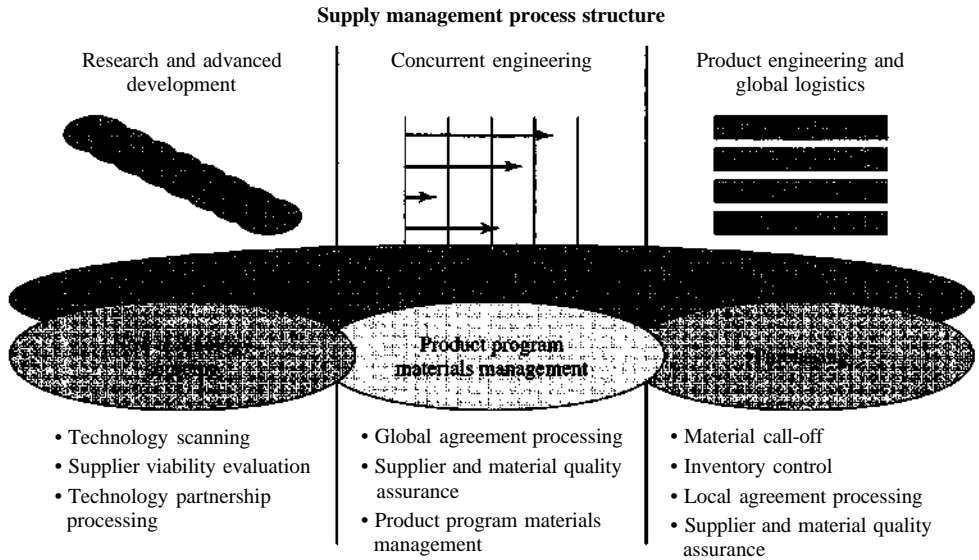 Supply management process structure
Research and advanced
development
Concurrent engineering
Product engineering and
global logistics
Product program
materials management
• Technology scanning
• Supplier viability evaluation
• Technology partnership
processing
• Global agreement processing
• Supplier and material quality
assurance
• Product program materials
management
• Material call-off
• Inventory control
• Local agreement processing
• Supplier and material quality
assurance